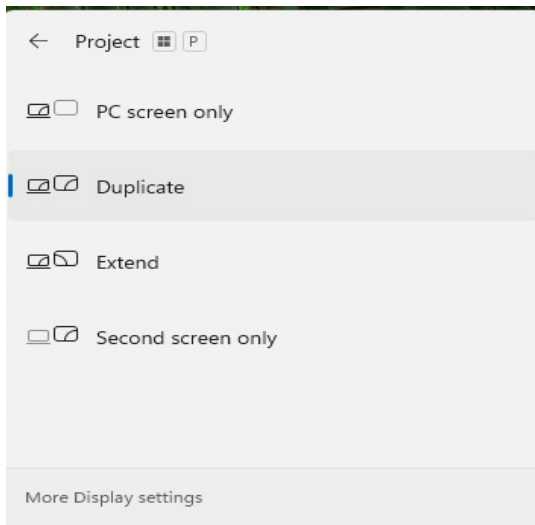 Project P
PC screen only
Duplicate
Extend
Second screen only
More Display settings